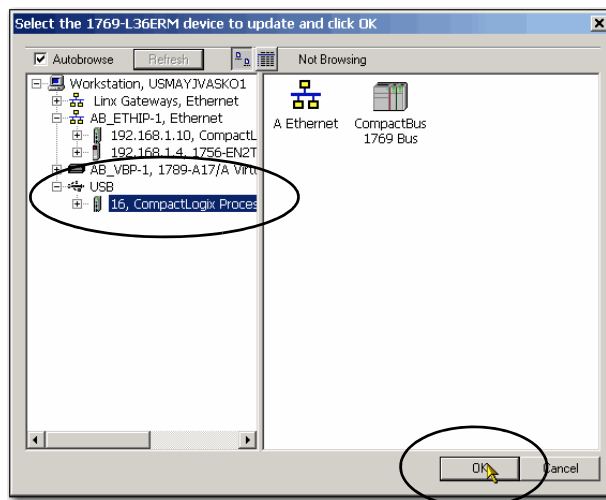 Select the 1769-L36ERM device to update and click OK
Autobrowse
Refresh
Not Browsing
Workstation, USMAYJVASKO1
Linx Gateways, Ethernet
AB_ETHIP-1, Ethernet
192.168.1.10, CompactL
192.168.1.4, 1756-EN2T
AB_VBP-1, 1789-A17/A Virtu
USB
16, CompactLogix Proces
A Ethernet
CompactBus
1769 Bus
OK
Cancel